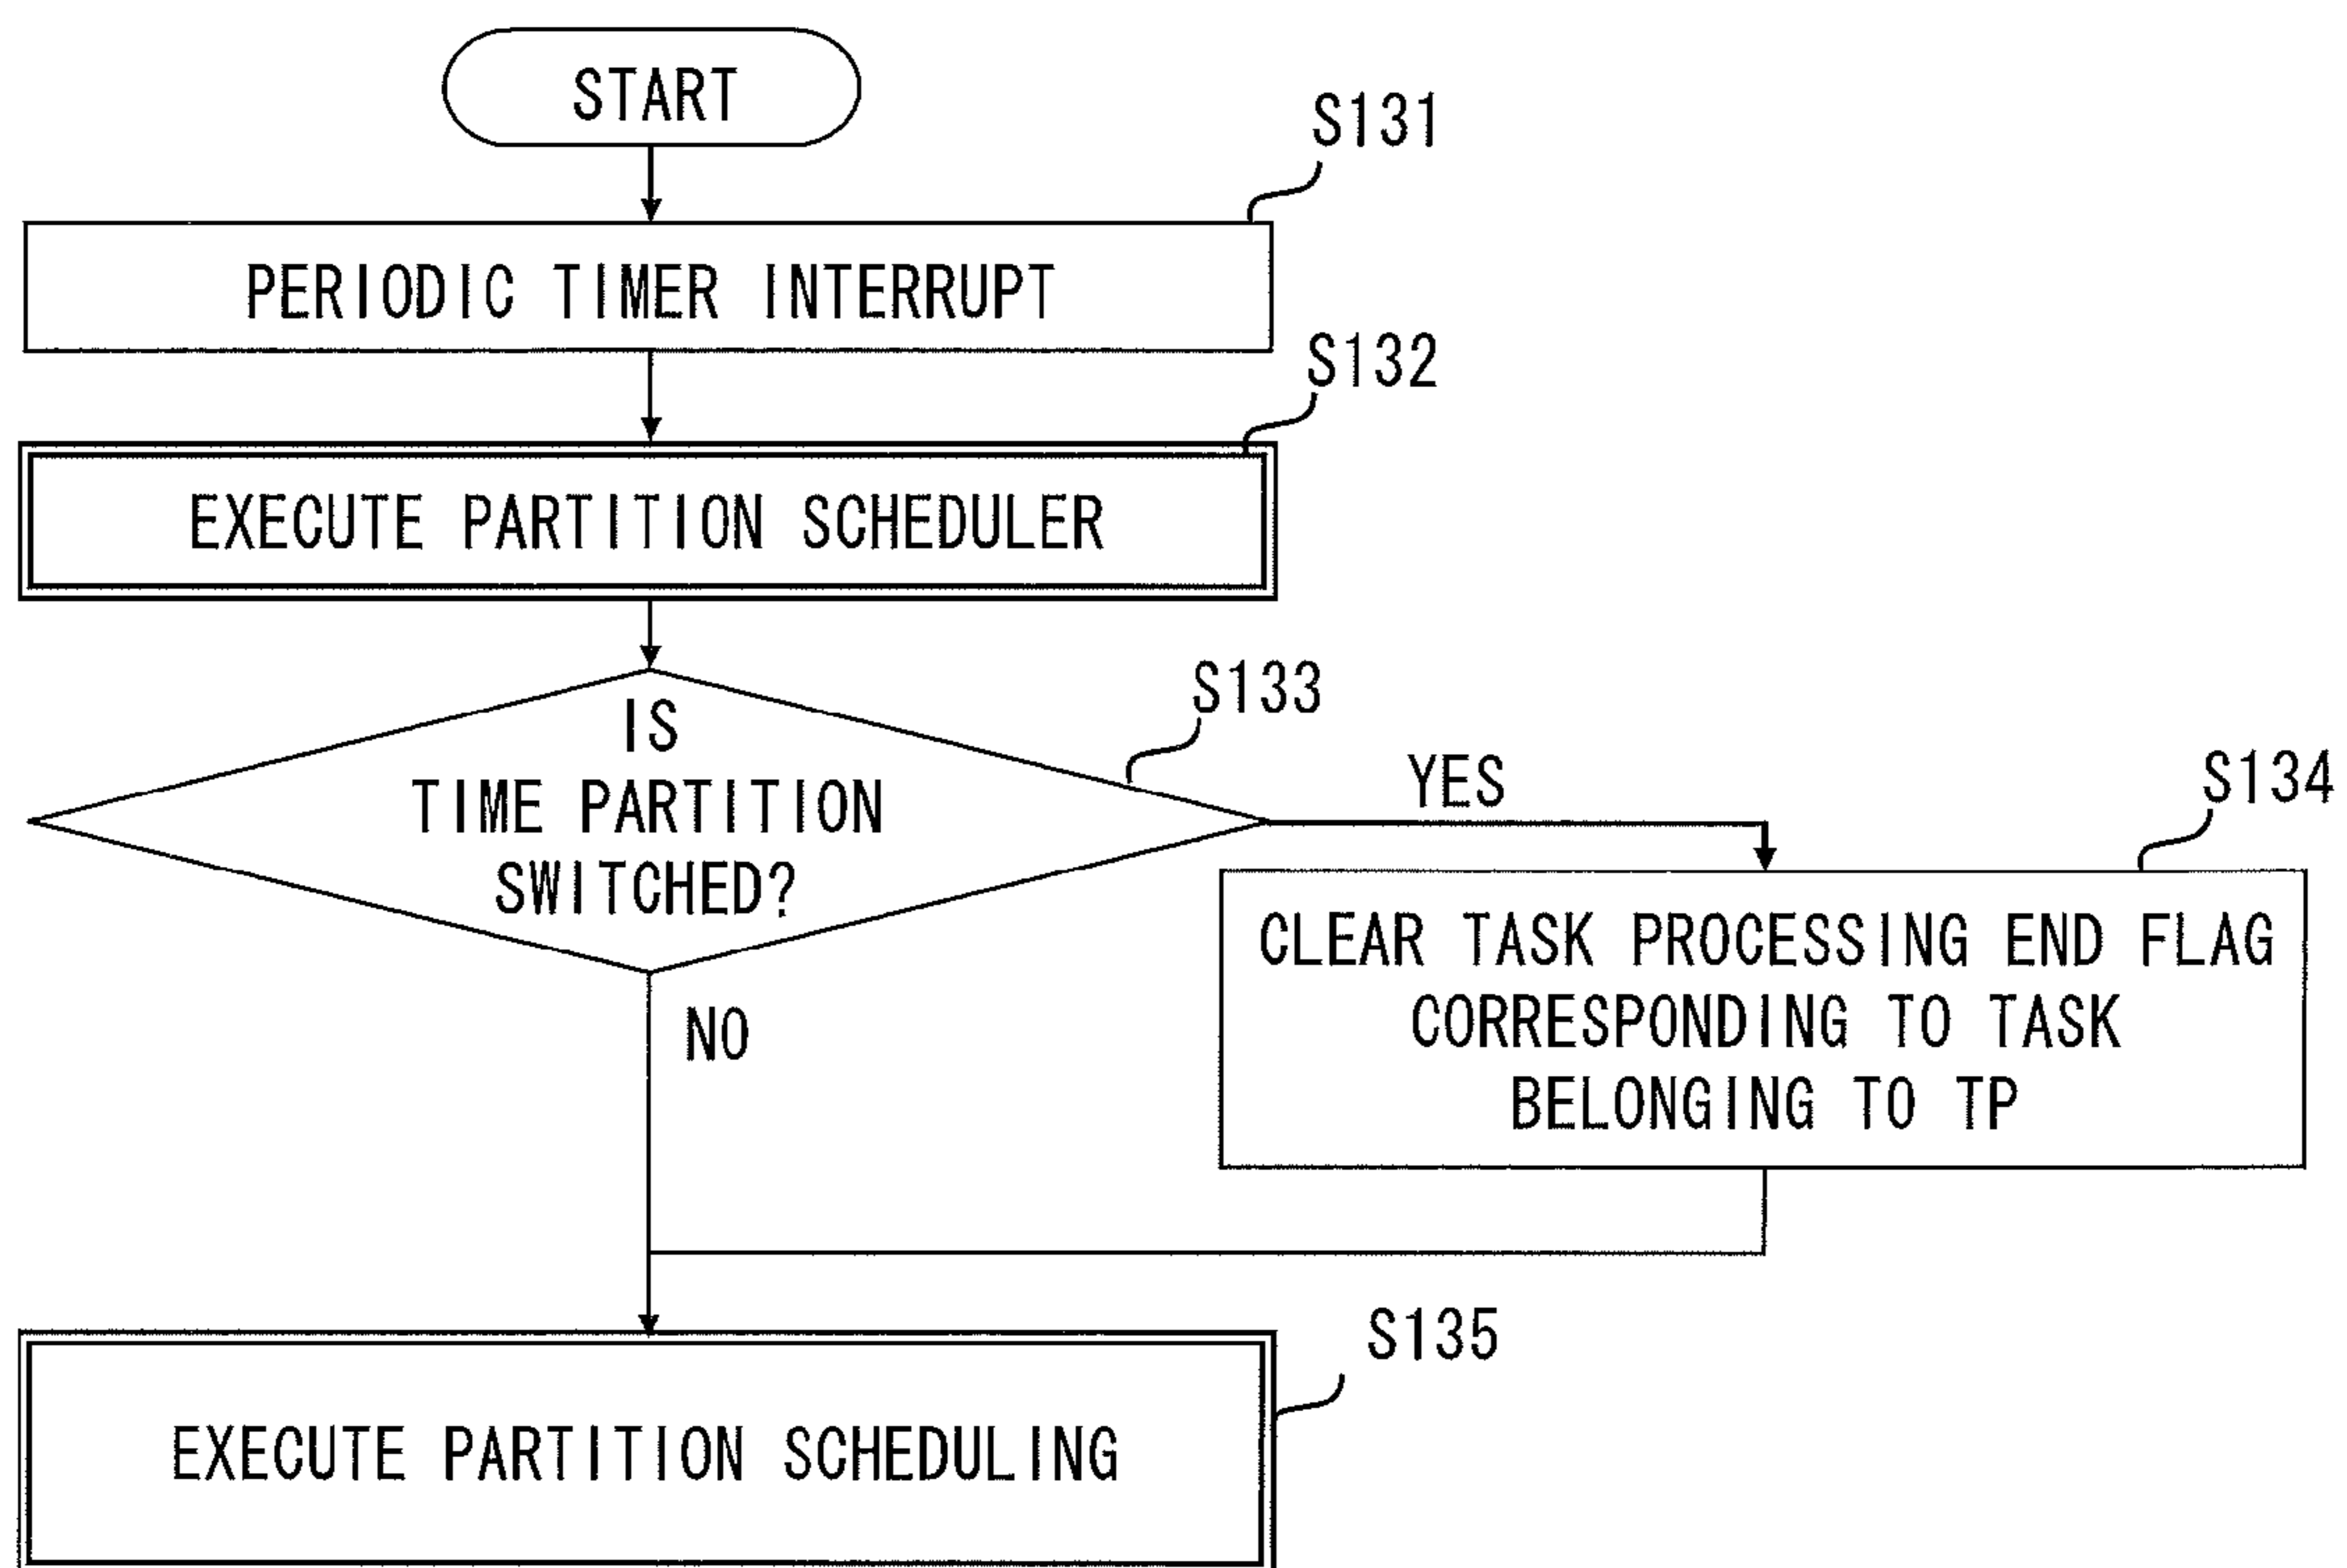 START
S131
PERIODIC TIMER INTERRUPT
S132
EXECUTE PARTITION SCHEDULER
S133
IS
TIME PARTITION
SWITCHED?
YES
S134
CLEAR TASK PROCESSING END FLAG
CORRESPONDING TO TASK
BELONGING TO TP
NO
S135
EXECUTE PARTITION SCHEDULING